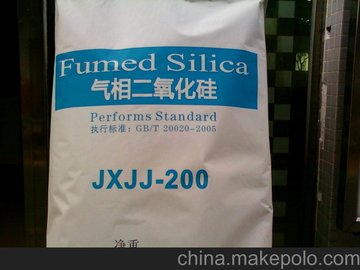 Fumed Silica
气相二氧化硅
Performs Standard
执行标准: GB/T 20020-2005
JXJJ-200
净重
china.makepolo.com